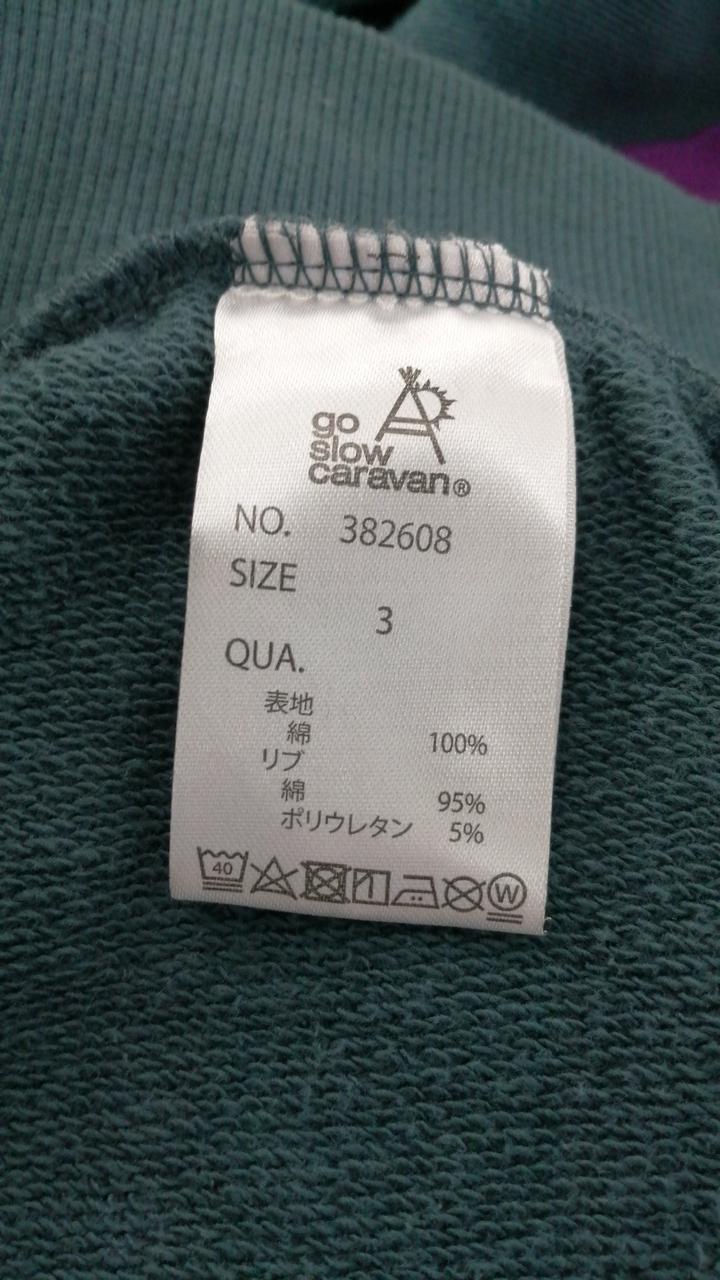 go
slow
caravan®
NO. 382608
SIZE
3
QUA.
表地
綿 100%
リブ
綿 95%
ポリウレタン 5%
40
W